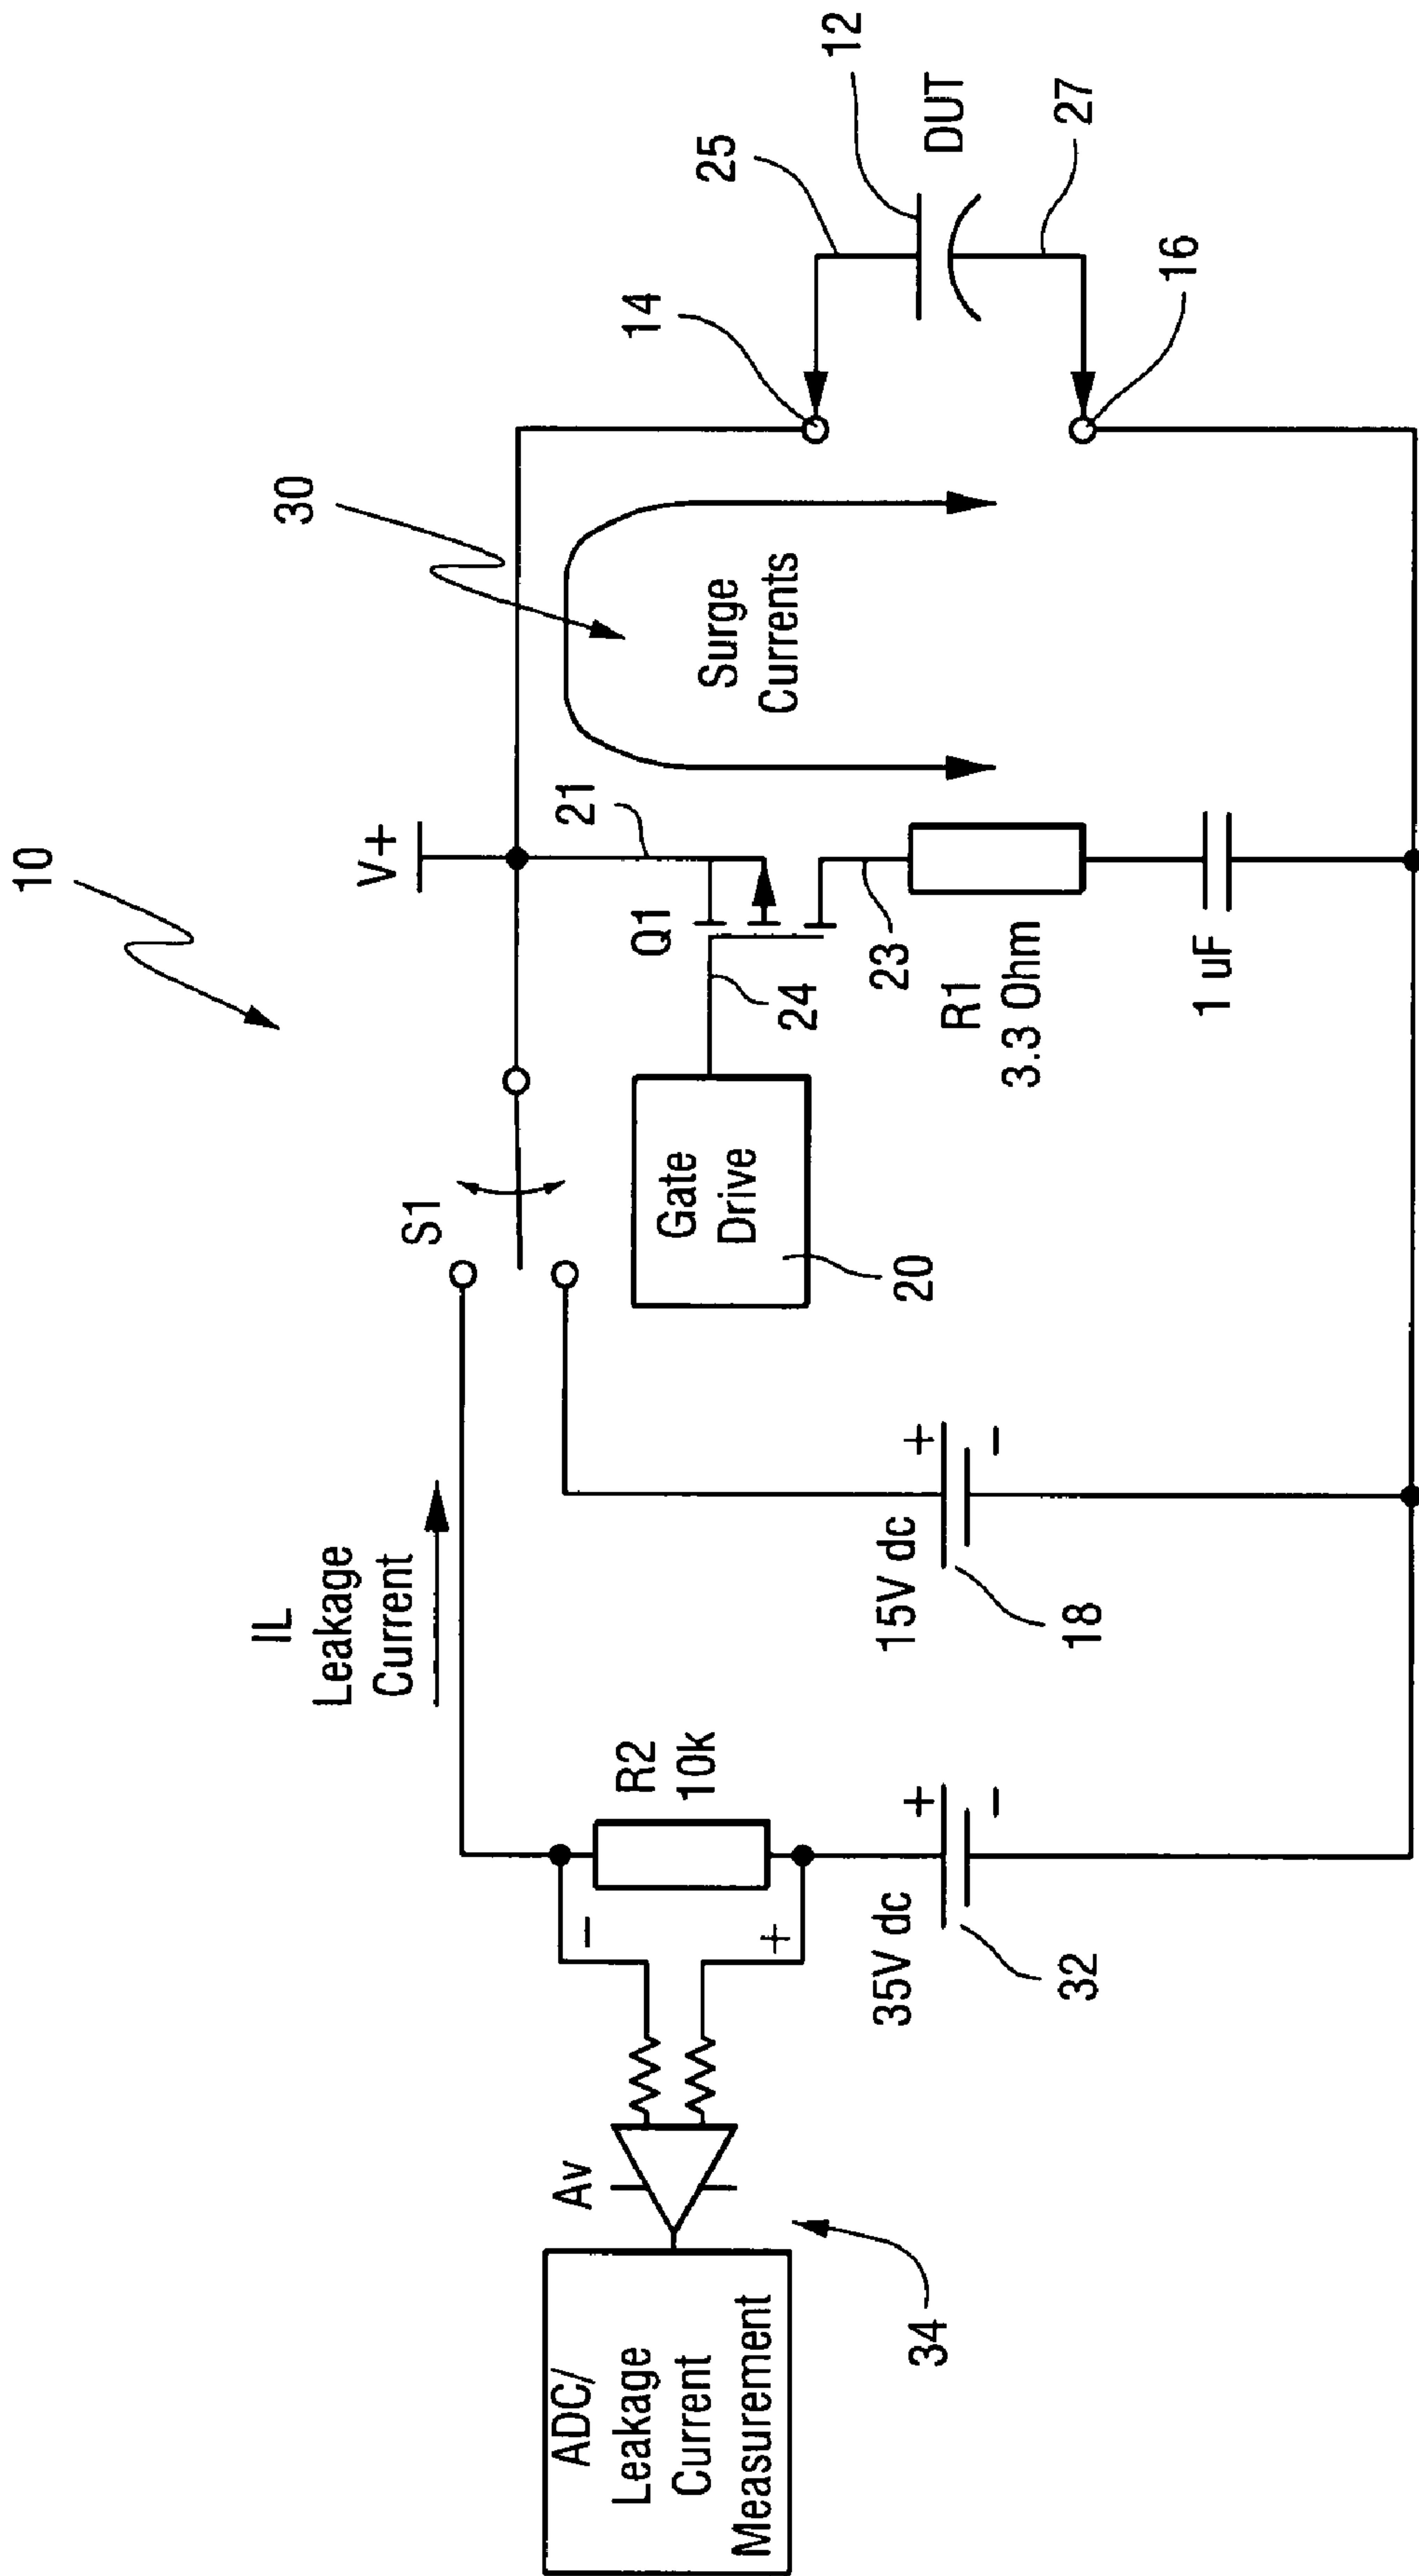 10
30
V+
21
Q1
24
23
R1
3.3 Ohm
1 uF
Surge
Currents
14
25
12
DUT
27
16
S1
Gate
Drive
20
IL
Leakage
Current
15V dc
+
−
18
R2
10k
−
+
35V dc
+
−
32
Av
34
ADC/
Leakage
Current
Measurement